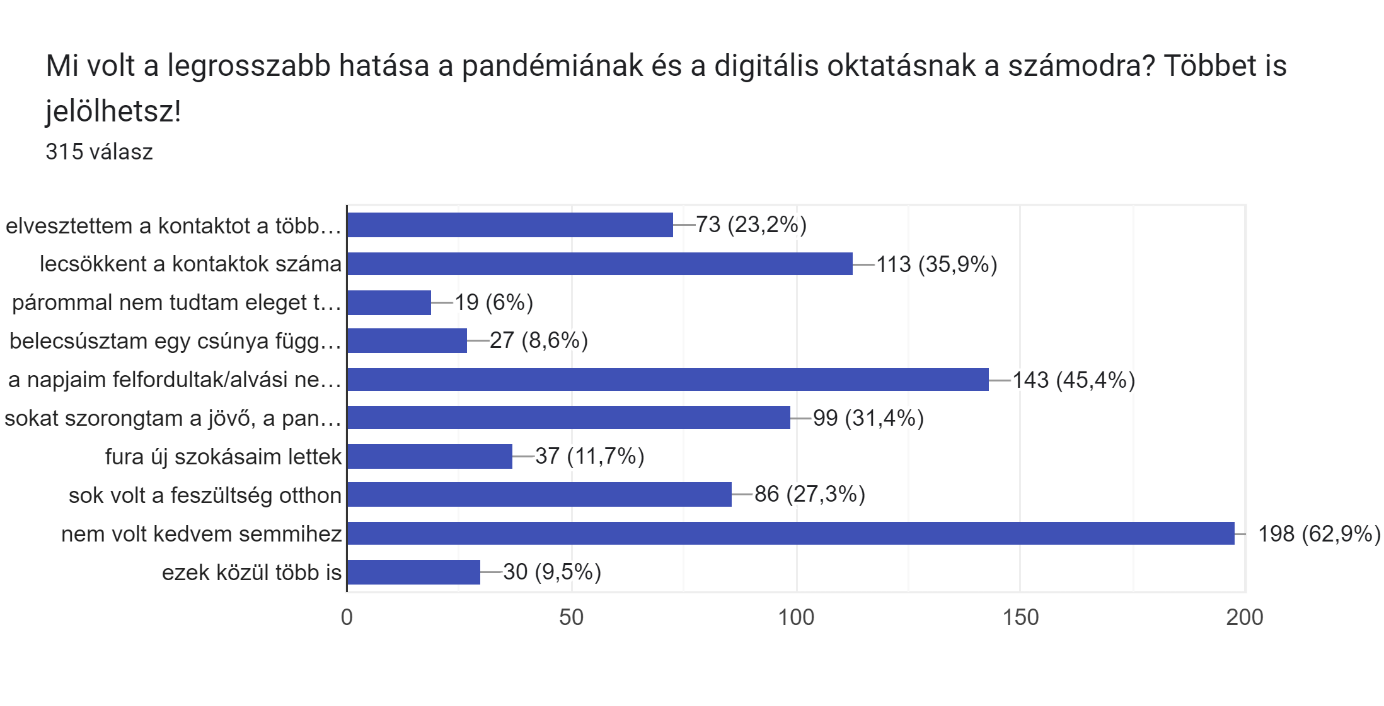 Mi volt a legrosszabb hatása a pandémiának és a digitális oktatásnak a számodra? Többet is
jelölhetsz!
315 válasz
elvesztettem a kontaktot a több… 73 (23,2%)
lecsökkent a kontaktok száma 113 (35,9%)
párommal nem tudtam eleget t… 19 (6%)
belecsúsztam egy csúnya függ… 27 (8,6%)
a napjaim felfordultak/alvási ne… 143 (45,4%)
sokat szorongtam a jövő, a pan… 99 (31,4%)
fura új szokásaim lettek 37 (11,7%)
sok volt a feszültség otthon 86 (27,3%)
nem volt kedvem semmihez 198 (62,9%)
ezek közül több is 30 (9,5%)
0 50 100 150 200